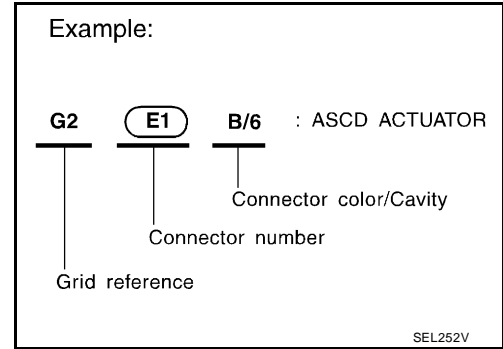 Example:
G2 E1 B/6 : ASCD ACTUATOR
Connector color/Cavity
Connector number
Grid reference
SEL252V